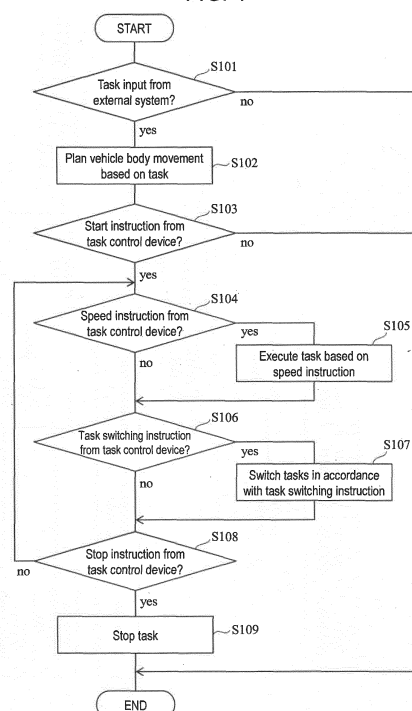 START
S101
Task input from
external system?
no
yes
Plan vehicle body movement
based on task
S102
S103
Start instruction from
task control device?
no
yes
S104
Speed instruction from
task control device?
yes
S105
Execute task based on
speed instruction
no
S106
Task switching instruction
from task control device?
yes
S107
Switch tasks in accordance
with task switching instruction
no
S108
Stop instruction from
task control device?
no
yes
Stop task
S109
END